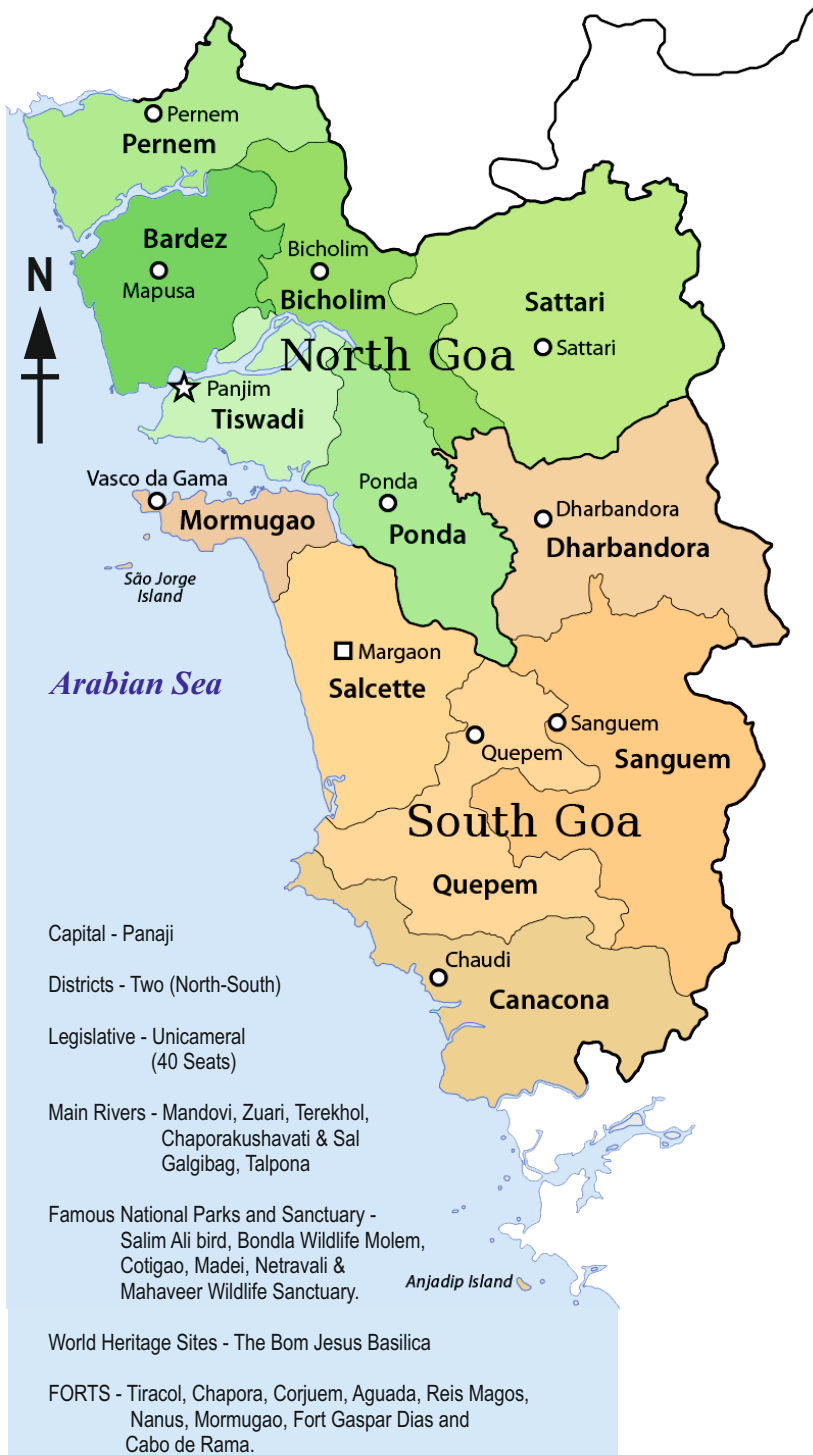 Pernem
Pernem
Bardez
Mapusa
N
Bicholim
Bicholim
Sattari
Sattari
North Goa
Panjim
Tiswadi
Vasco da Gama
Mormugao
Ponda
Ponda
Dharbandora
Dharbandora
São Jorge
Island
Arabian Sea
Margaon
Salcette
Sanguem
Quepem
Sanguem
South Goa
Quepem
Chaudi
Canacona
Capital - Panaji
Districts - Two (North-South)
Legislative - Unicameral
(40 Seats)
Main Rivers - Mandovi, Zuari, Terekhol,
Chaporakushavati & Sal
Galgibag, Talpona
Famous National Parks and Sanctuary -
Salim Ali bird, Bondla Wildlife Molem,
Cotigao, Madei, Netravali &
Mahaveer Wildlife Sanctuary.
Anjadip Island
World Heritage Sites - The Bom Jesus Basilica
FORTS - Tiracol, Chapora, Corjuem, Aguada, Reis Magos,
Nanus, Mormugao, Fort Gaspar Dias and
Cabo de Rama.